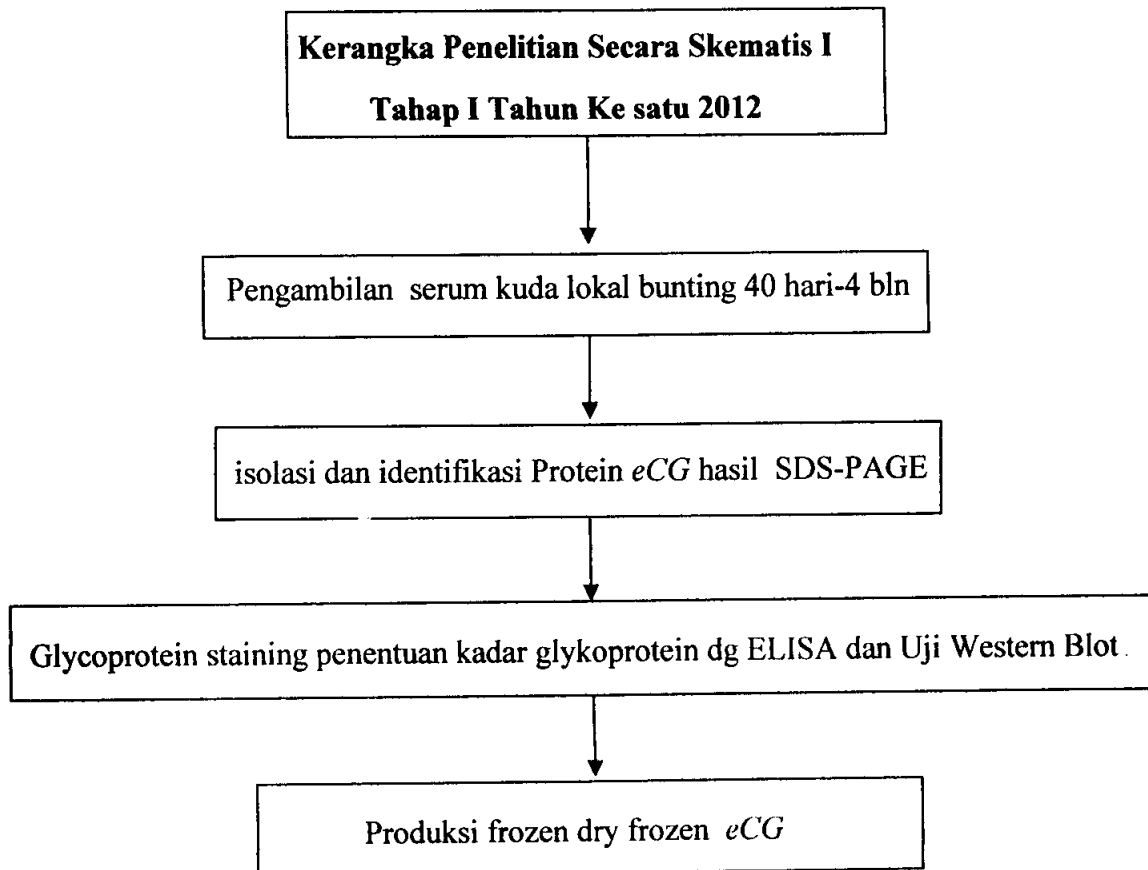 Kerangka Penelitian Secara Skematis I
Tahap I Tahun Ke satu 2012
Pengambilan serum kuda lokal bunting 40 hari-4 bln
isolasi dan identifikasi Protein eCG hasil SDS-PAGE
Glycoprotein staining penentuan kadar glykoprotein dg ELISA dan Uji Western Blot.
Produksi frozen dry frozen eCG